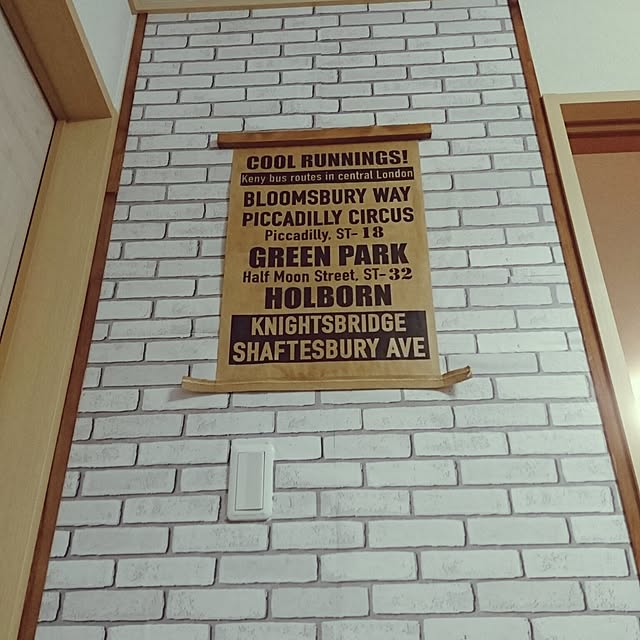 COOL RUNNINGS!
Keny bus routes in central London
BLOOMSBURY WAY
PICCADILLY CIRCUS
Piccadilly, ST- 18
GREEN PARK
Half Moon Street, ST-32
HOLBORN
KNIGHTSBRIDGE
SHAFTESBURY AVE